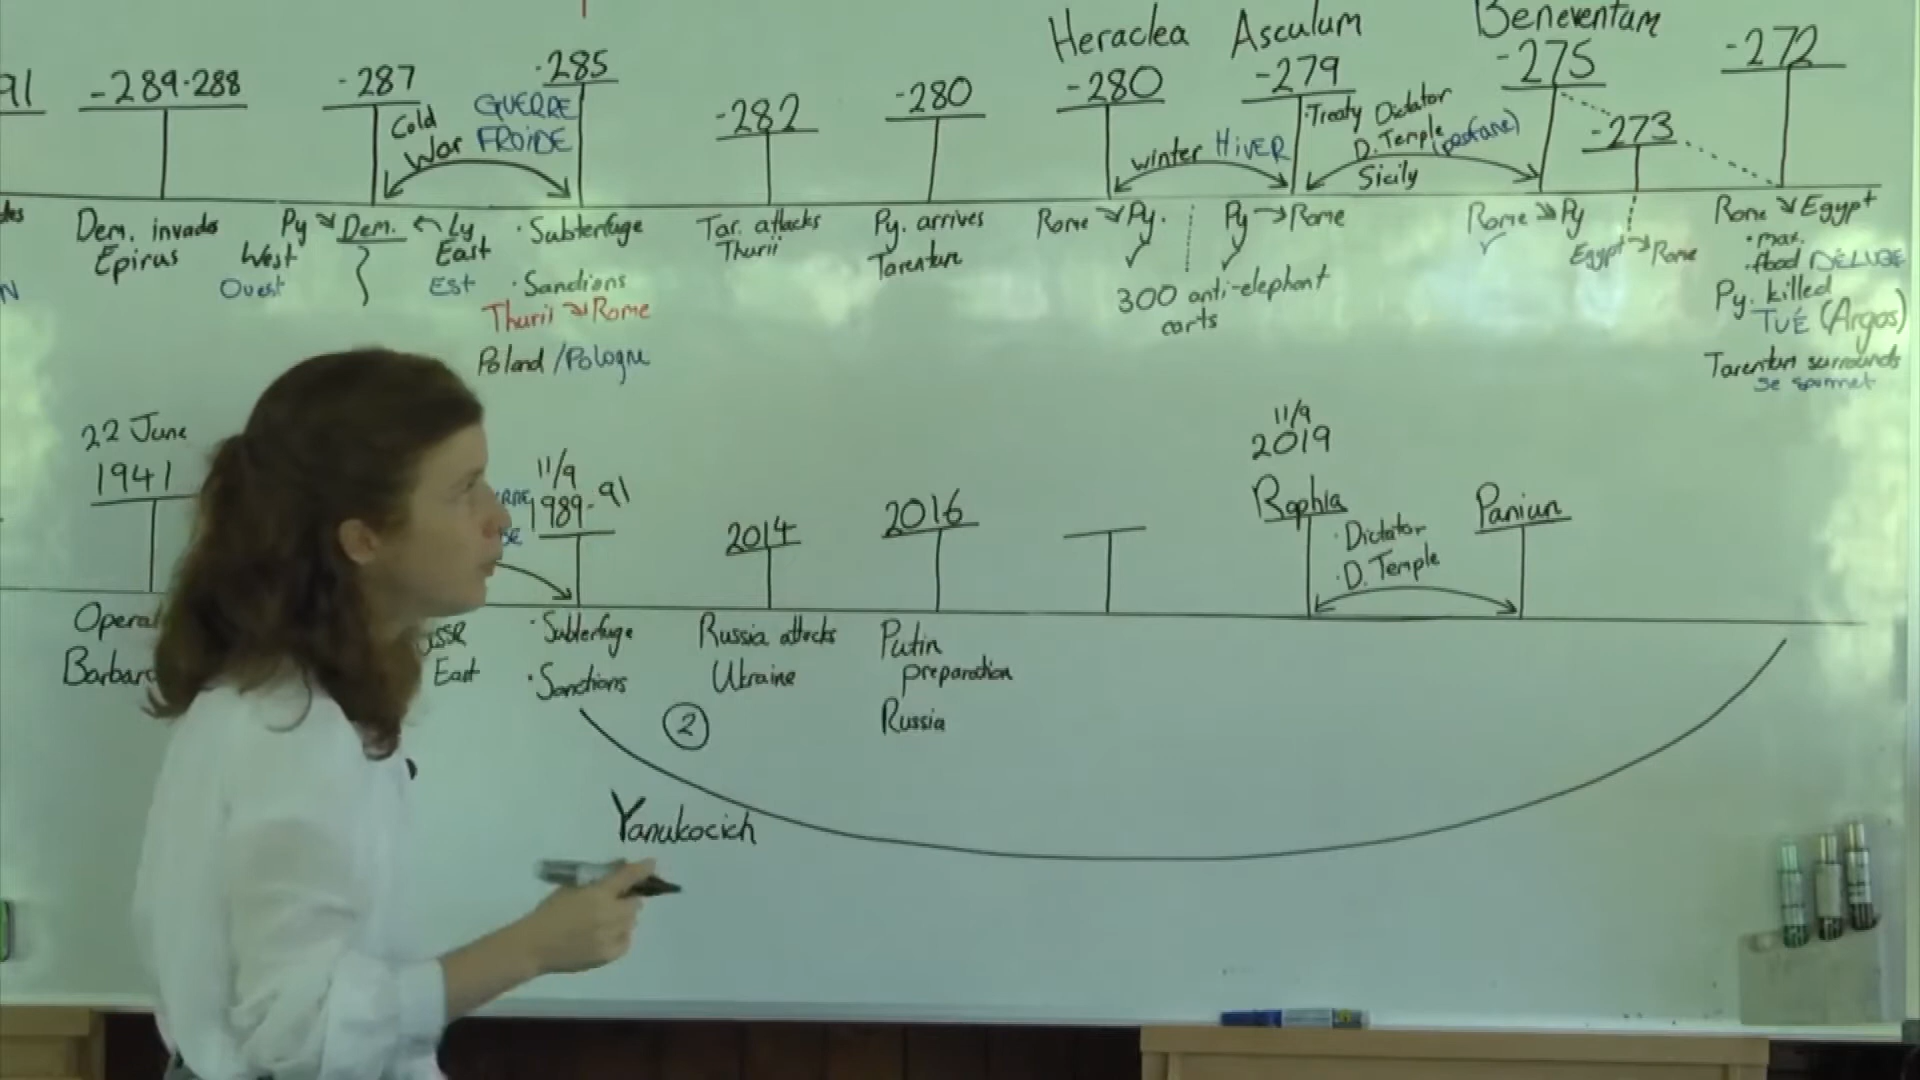 Heraclea Asculum Beneventum
91 -289-288 -287 -285 -282 -280 -280 -279 -275 -273 -272
Cold
War
GUERRE
FROIDE
winter HIVER
Treaty Dictator
D. Temple (profane)
Sicily
Dem. invades
Epirus
Py → Dem. ← Ly
West East
Ouest Est
· Subterfuge
· Sanctions
Thurii → Rome
Poland / Pologne
Tar. attacks
Thurii
Py. arrives
Tarentum
Rome → Py.
✓
Py → Rome
✓
300 anti-elephant
carts
Rome → Py
✓
Egypt → Rome
Rome → Egypt
· max.
· flood DÉLUGE
Py. killed
TUÉ (Argos)
Tarentum surrounds
se soumet
N
22 June
1941
11/9
1989-91
2014
2016
11/9
2019
Raphia
Panium
· Dictator
· D. Temple
USSR
East
· Subterfuge
· Sanctions
Russia attacks
Ukraine
Putin
preparation
Russia
2
Yanukocich